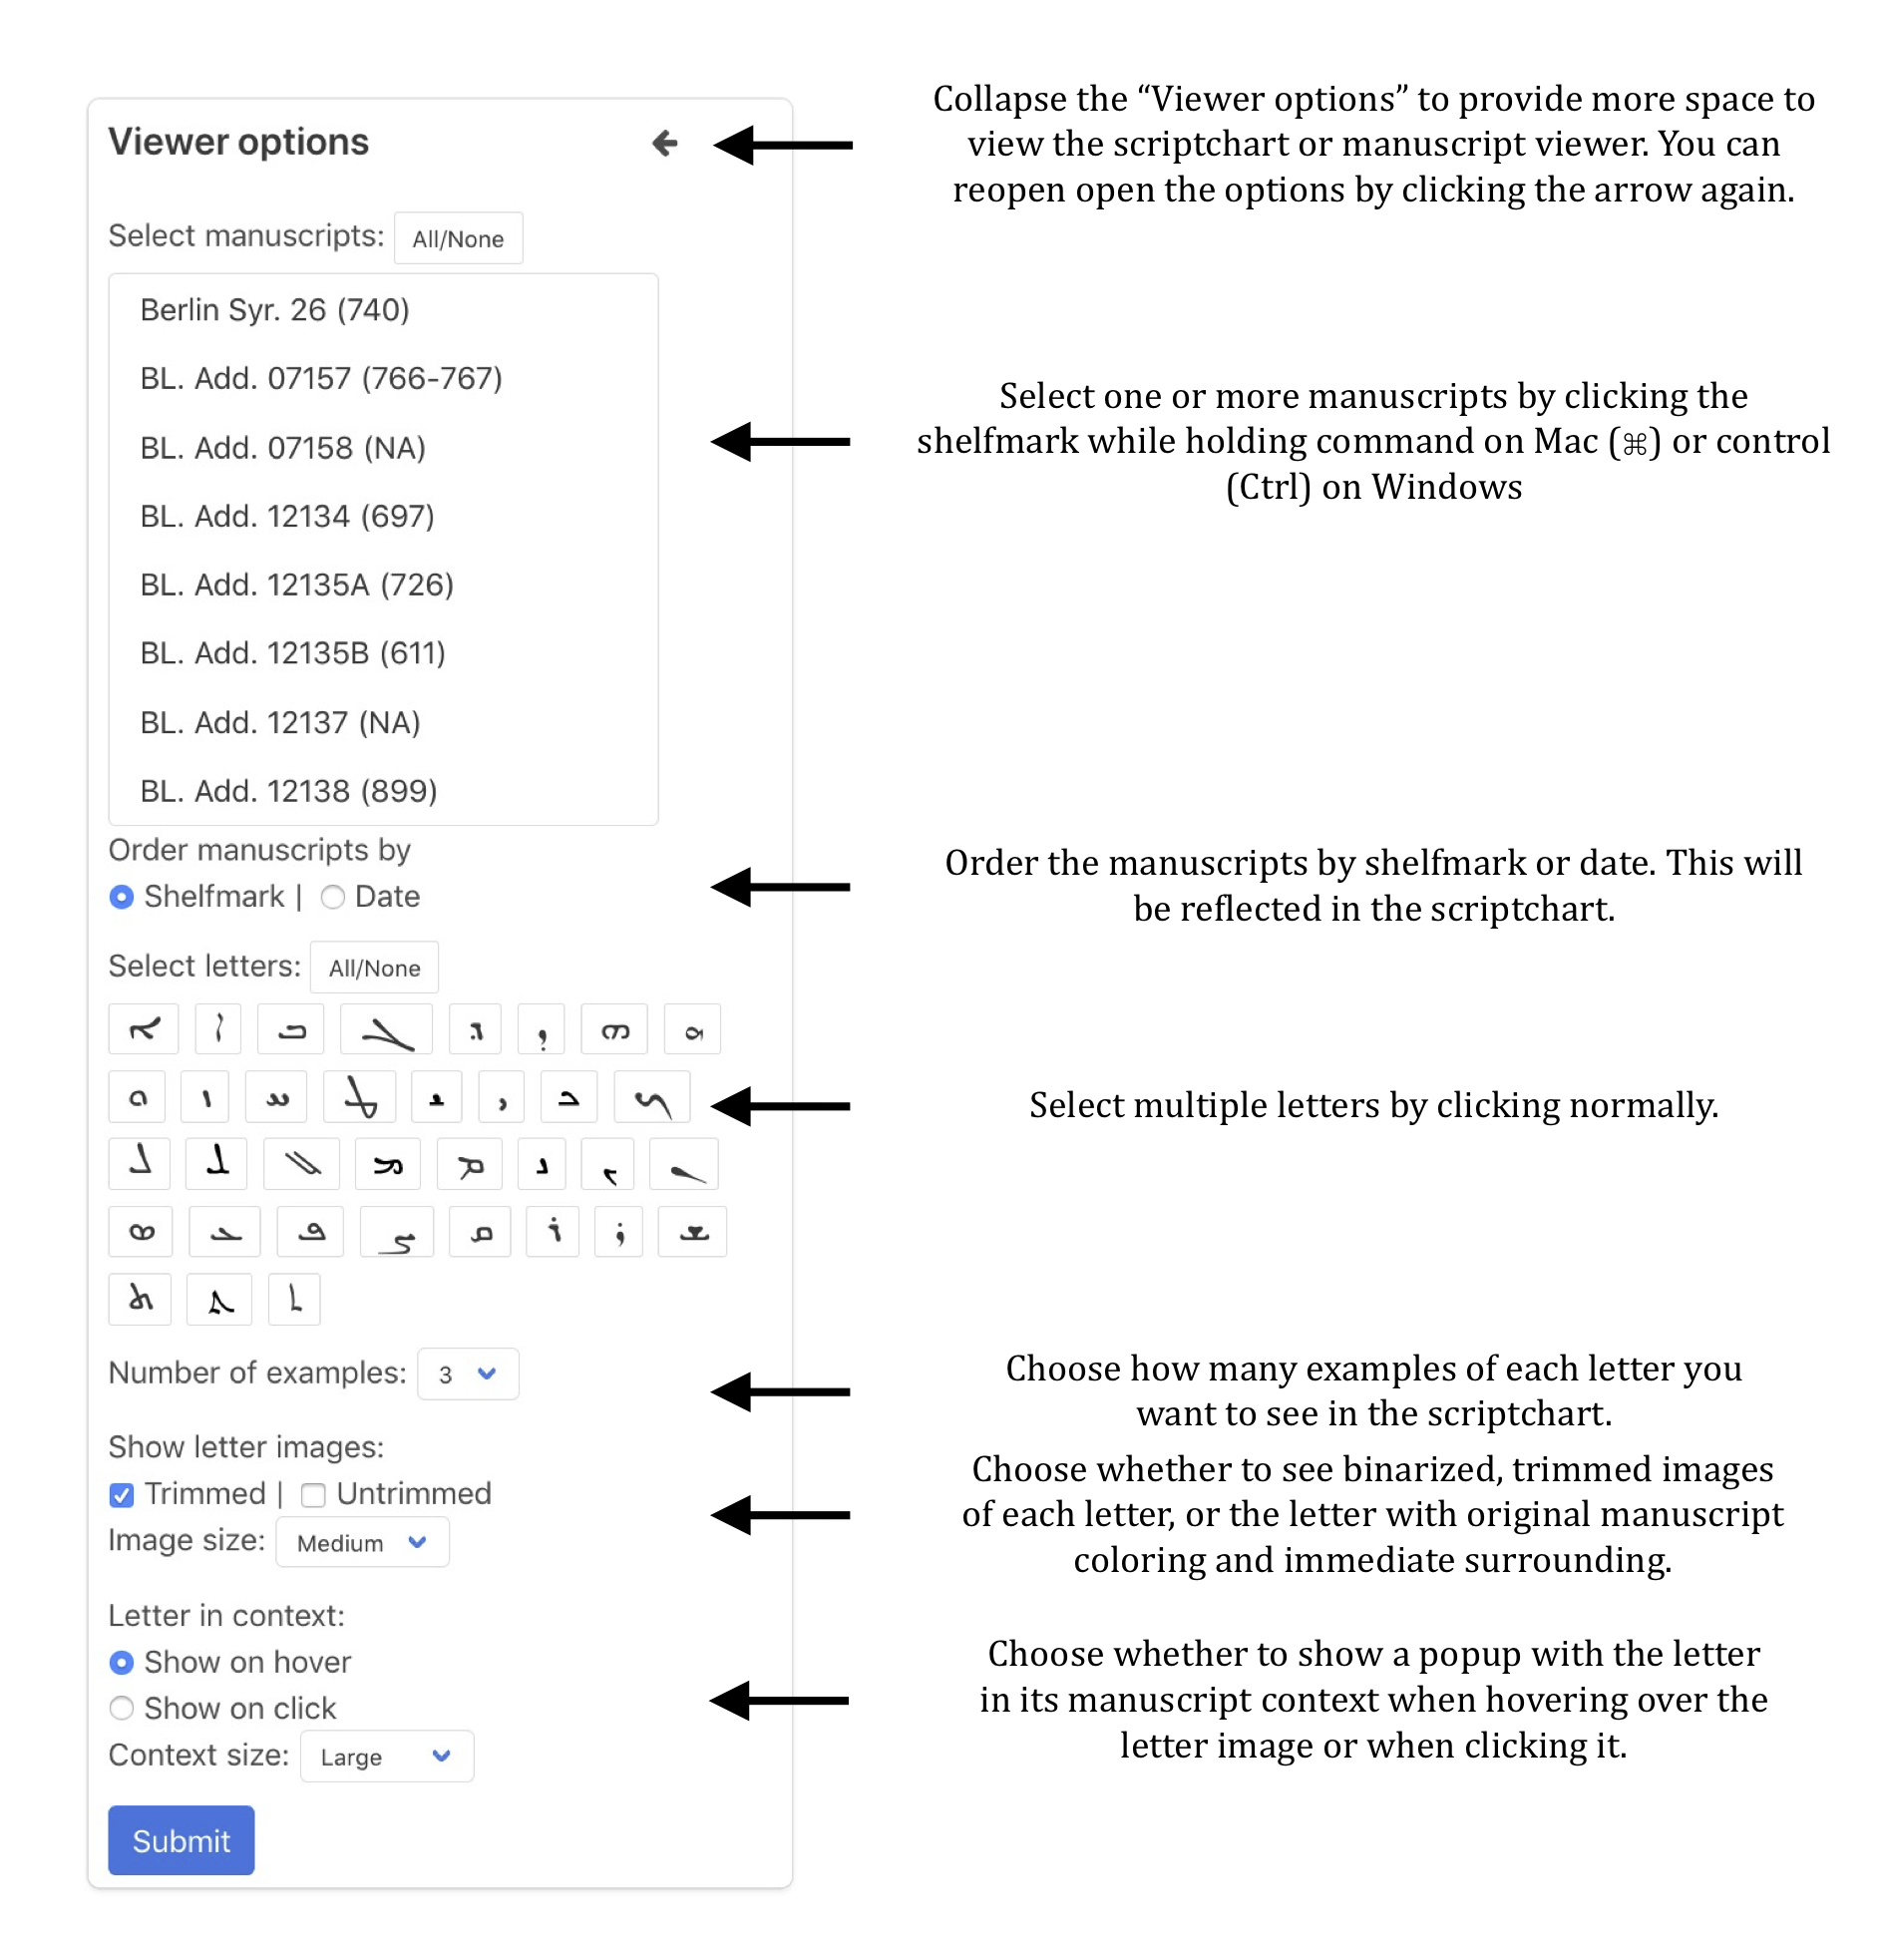 Viewer options
Collapse the “Viewer options” to provide more space to
view the scriptchart or manuscript viewer. You can
reopen open the options by clicking the arrow again.
Select manuscripts: All/None
Berlin Syr. 26 (740)
BL. Add. 07157 (766-767)
BL. Add. 07158 (NA)
BL. Add. 12134 (697)
BL. Add. 12135A (726)
BL. Add. 12135B (611)
BL. Add. 12137 (NA)
BL. Add. 12138 (899)
Select one or more manuscripts by clicking the
shelfmark while holding command on Mac (⌘) or control
(Ctrl) on Windows
Order manuscripts by
Shelfmark | Date
Order the manuscripts by shelfmark or date. This will
be reflected in the scriptchart.
Select letters: All/None
Select multiple letters by clicking normally.
Number of examples: 3
Choose how many examples of each letter you
want to see in the scriptchart.
Show letter images:
Trimmed | Untrimmed
Image size: Medium
Choose whether to see binarized, trimmed images
of each letter, or the letter with original manuscript
coloring and immediate surrounding.
Letter in context:
Show on hover
Show on click
Context size: Large
Choose whether to show a popup with the letter
in its manuscript context when hovering over the
letter image or when clicking it.
Submit